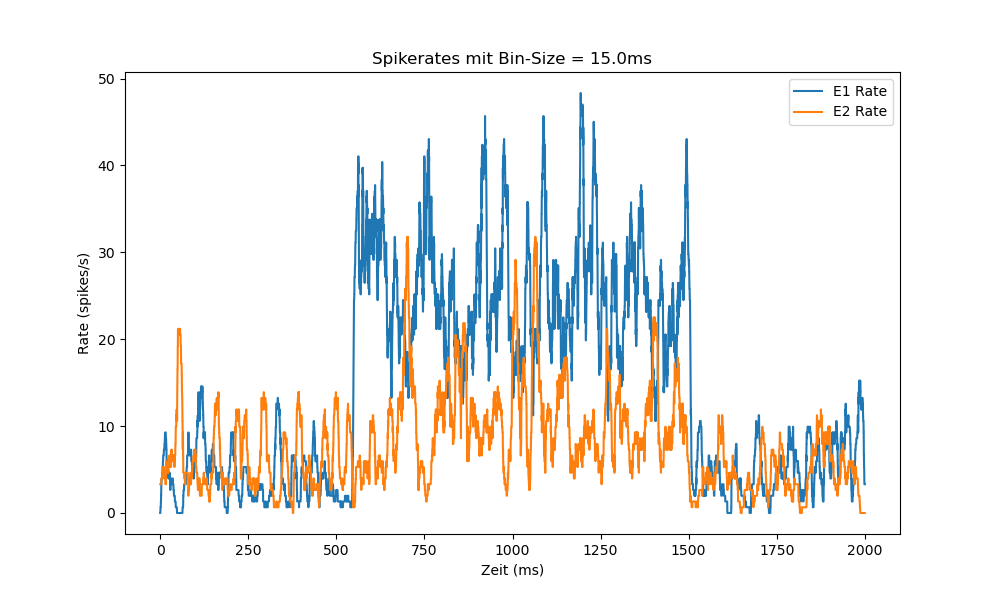 Spikerates mit Bin-Size = 15.0ms
E1 Rate
E2 Rate
50
40
30
20
10
0
Rate (spikes/s)
0 250 500 750 1000 1250 1500 1750 2000
Zeit (ms)